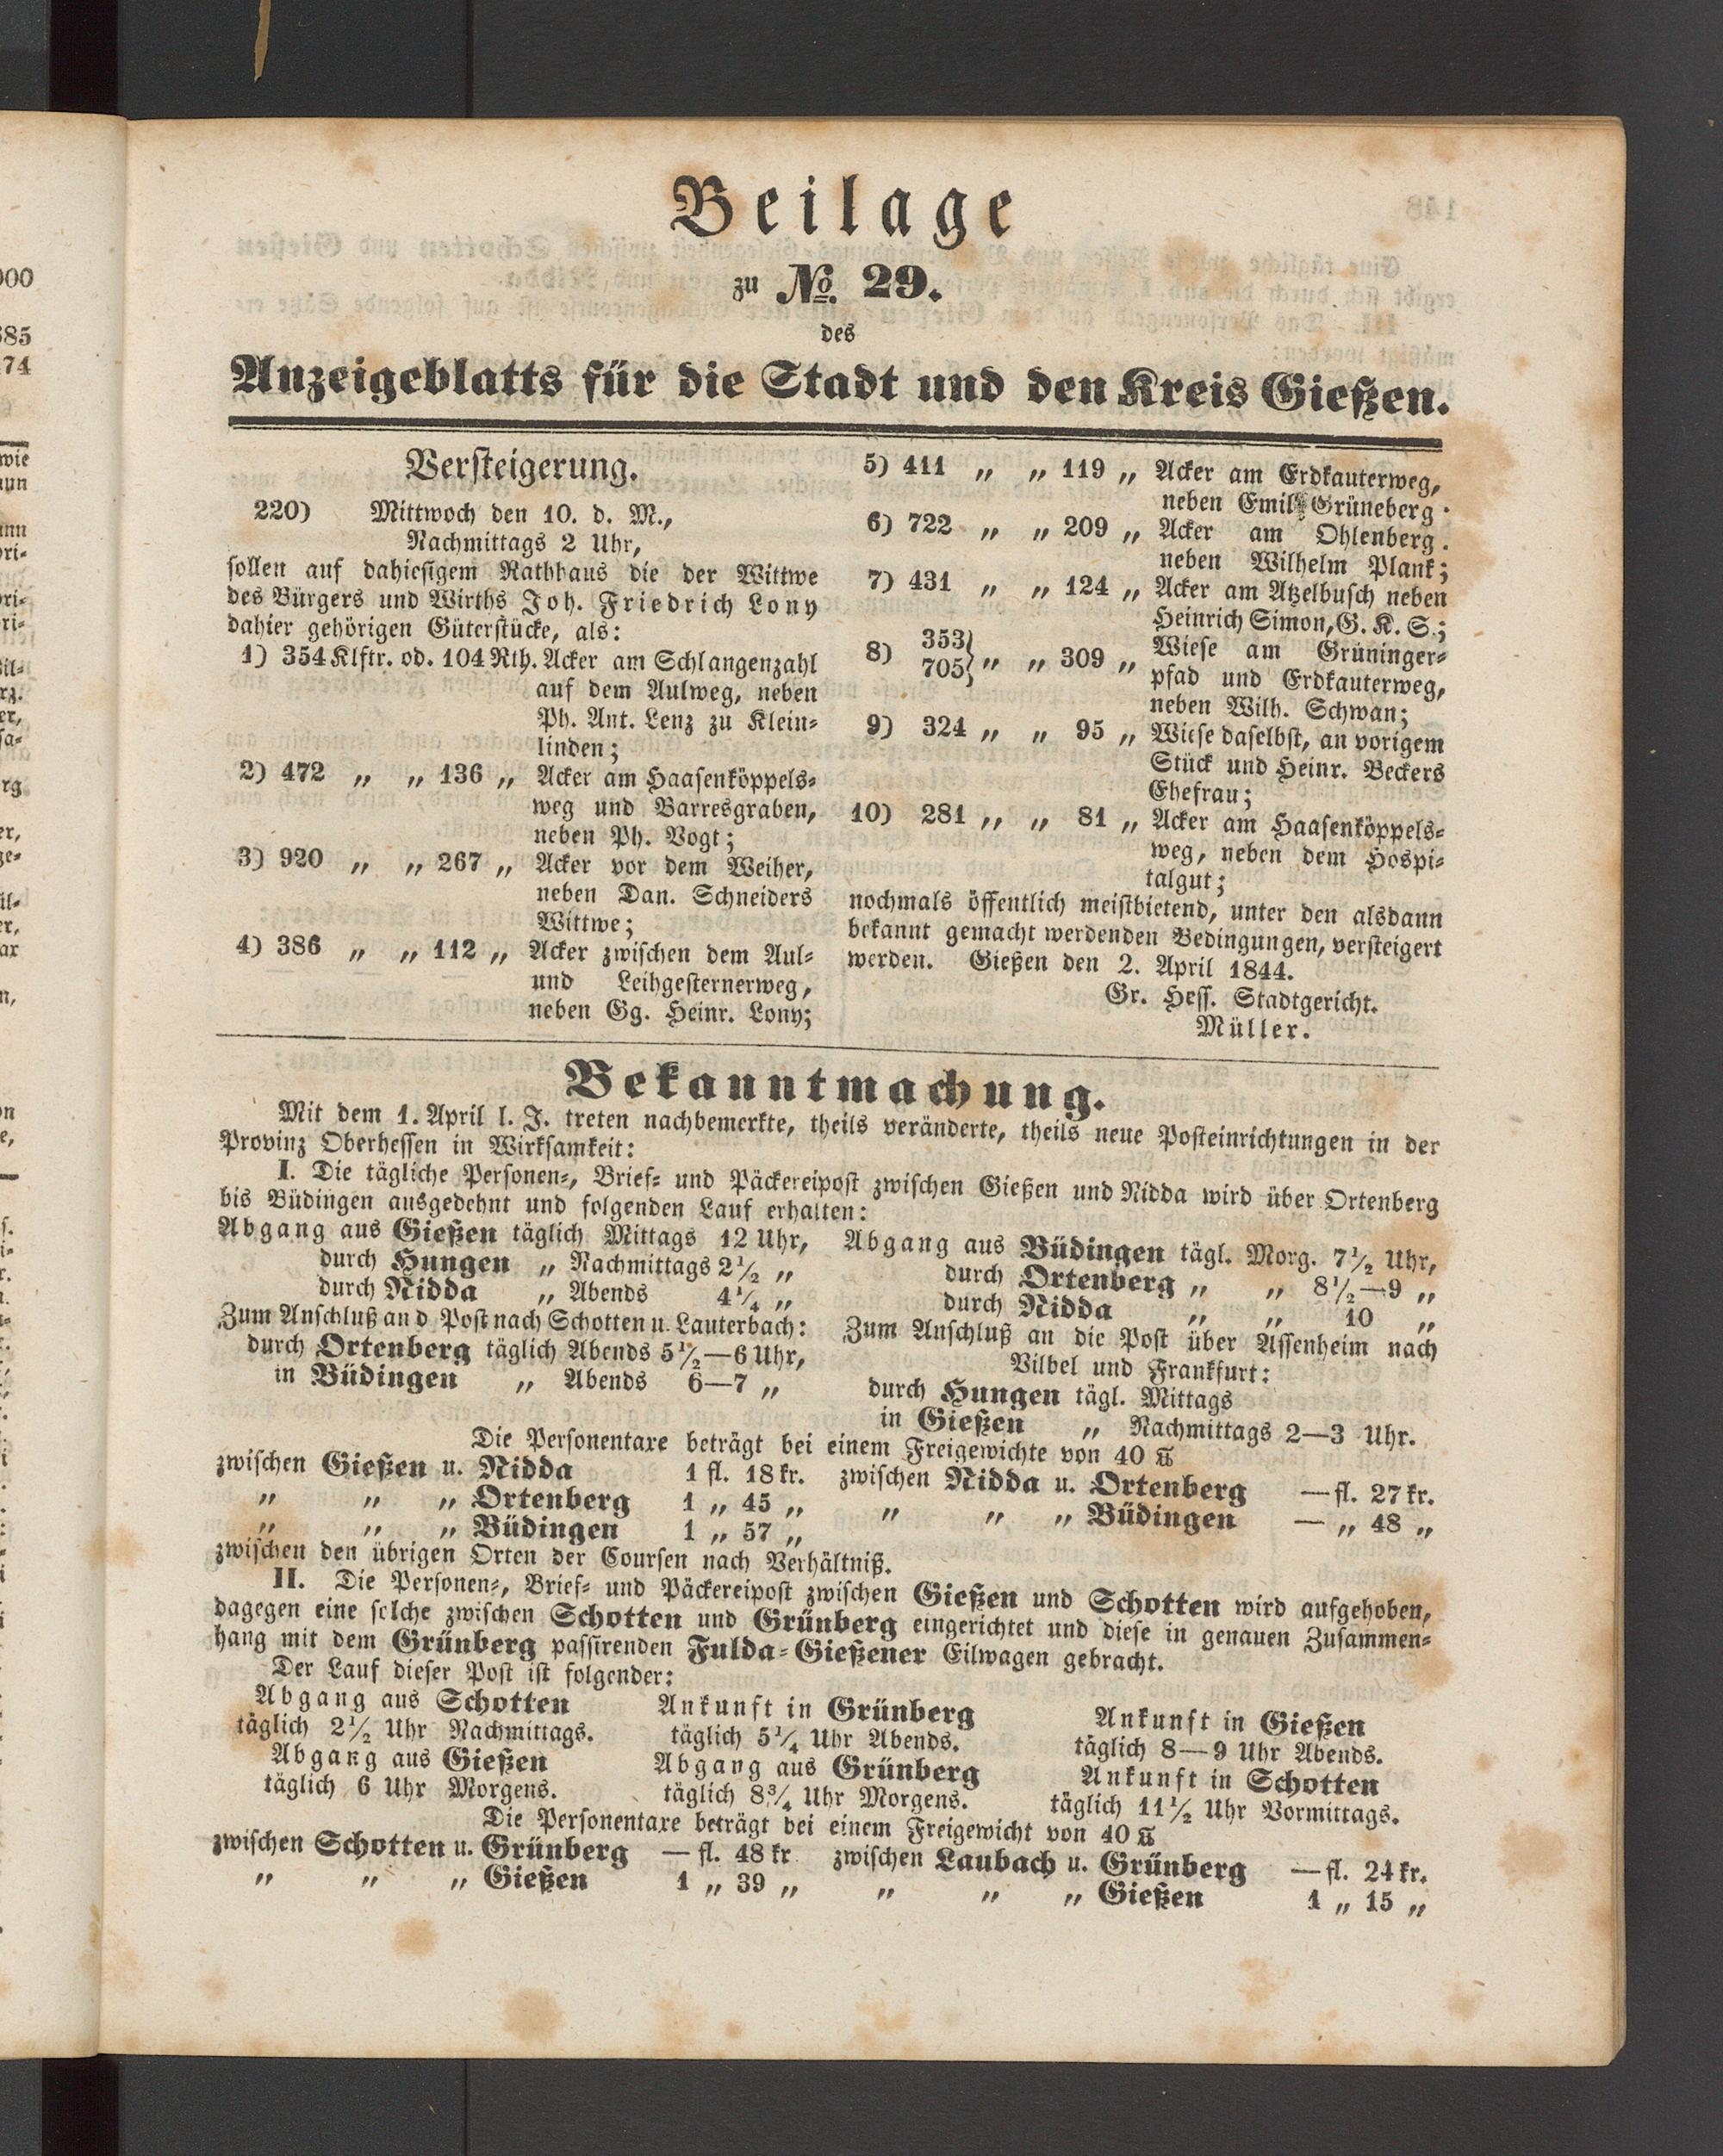 Beilage
zu No. 29.
des
Anzeigeblatts für die Stadt und den Kreis Gießen.
Versteigerung.
220) Mittwoch den 10. d. M.,
Nachmittags 2 Uhr,
sollen auf dahiesigem Rathhaus die der Wittwe
des Bürgers und Wirths Joh. Friedrich Lony
dahier gehörigen Güterstücke, als:
1) 354 Klftr. od. 104 Rth. Acker am Schlangenzahl
auf dem Aulweg, neben
Ph. Ant. Lenz zu Klein-
linden;
2) 472 „ „ 136 „ Acker am Haasenköppels-
weg und Barresgraben,
neben Ph. Vogt;
3) 920 „ „ 267 „ Acker vor dem Weiher,
neben Dan. Schneiders
Wittwe;
4) 386 „ „ 112 „ Acker zwischen dem Aul-
und Leihgesternerweg,
neben Gg. Heinr. Lony;
5) 411 „ „ 119 „ Acker am Erdkauterweg,
neben Emil Grüneberg.
6) 722 „ „ 209 „ Acker am Ohlenberg.
neben Wilhelm Plank;
7) 431 „ „ 124 „ Acker am Atzelbusch neben
Heinrich Simon, G. K. S.;
8) 353 705 } „ „ 309 „ Wiese am Grüninger-
pfad und Erdkauterweg,
neben Wilh. Schwan;
9) 324 „ „ 95 „ Wiese daselbst, an vorigem
Stück und Heinr. Beckers
Ehefrau;
10) 281 „ „ 81 „ Acker am Haasenköppels-
weg, neben dem Hospi-
talgut;
nochmals öffentlich meistbietend, unter den alsdann
bekannt gemacht werdenden Bedingungen, versteigert
werden. Gießen den 2. April 1844.
Gr. Hess. Stadtgericht.
Müller.
Bekanntmachung.
Mit dem 1. April l. J. treten nachbemerkte, theils veränderte, theils neue Posteinrichtungen in der
Provinz Oberhessen in Wirksamkeit:
I. Die tägliche Personen-, Brief- und Päckereipost zwischen Gießen und Nidda wird über Ortenberg
bis Büdingen ausgedehnt und folgenden Lauf erhalten:
Abgang aus Gießen täglich Mittags 12 Uhr,
durch Hungen „ Nachmittags 2½ „
durch Nidda „ Abends 4¼ „
Zum Anschluß an d Post nach Schotten u. Lauterbach:
durch Ortenberg täglich Abends 5½—6 Uhr,
in Büdingen „ Abends 6—7 „
Abgang aus Büdingen tägl. Morg. 7½ Uhr,
durch Ortenberg „ „ 8½—9 „
durch Nidda „ „ 10 „
Zum Anschluß an die Post über Assenheim nach
Vilbel und Frankfurt:
durch Hungen tägl. Mittags
in Gießen „ Nachmittags 2—3 Uhr.
Die Personentaxe beträgt bei einem Freigewichte von 40 ℔
zwischen Gießen u. Nidda 1 fl. 18 kr.
„ „ „ Ortenberg 1 „ 45 „
„ „ „ Büdingen 1 „ 57 „
zwischen Nidda u. Ortenberg — fl. 27 kr.
„ „ „ Büdingen — „ 48 „
zwischen den übrigen Orten der Coursen nach Verhältniß.
II. Die Personen-, Brief- und Päckereipost zwischen Gießen und Schotten wird aufgehoben,
dagegen eine solche zwischen Schotten und Grünberg eingerichtet und diese in genauen Zusammen-
hang mit dem Grünberg passirenden Fulda-Gießener Eilwagen gebracht.
Der Lauf dieser Post ist folgender:
Abgang aus Schotten Ankunft in Grünberg Ankunft in Gießen
täglich 2½ Uhr Nachmittags. täglich 5¼ Uhr Abends. täglich 8—9 Uhr Abends.
Abgang aus Gießen Abgang aus Grünberg Ankunft in Schotten
täglich 6 Uhr Morgens. täglich 8¾ Uhr Morgens. täglich 11½ Uhr Vormittags.
Die Personentaxe beträgt bei einem Freigewicht von 40 ℔
zwischen Schotten u. Grünberg — fl. 48 kr zwischen Laubach u. Grünberg — fl. 24 kr.
„ „ „ Gießen 1 „ 39 „ „ „ „ Gießen 1 „ 15 „